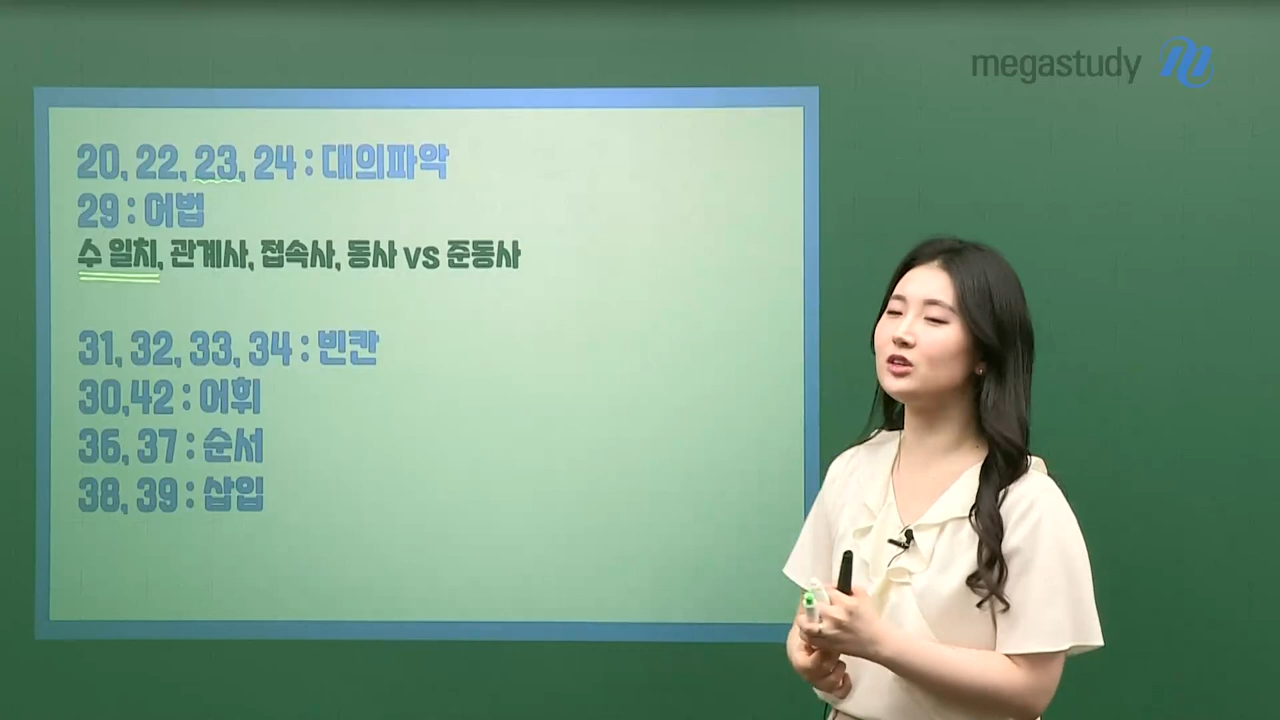 megastudy
20, 22, 23, 24 : 대의파악
29 : 어법
수 일치, 관계사, 접속사, 동사 vs 준동사
31, 32, 33, 34 : 빈칸
30,42 : 어휘
36, 37 : 순서
38, 39 : 삽입